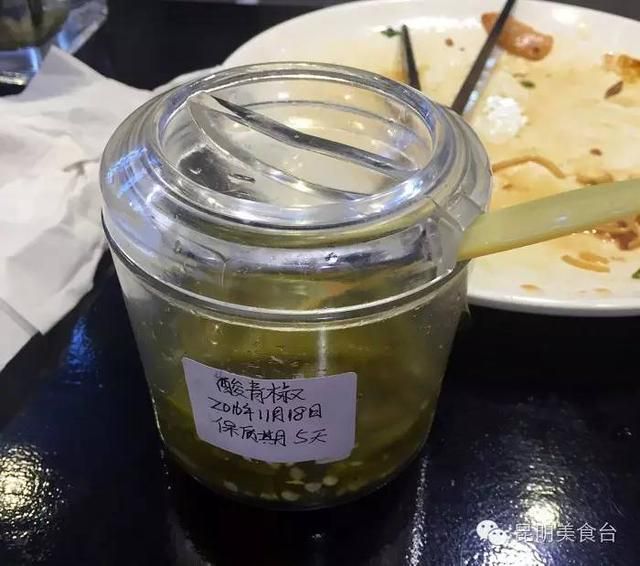 酸青椒
2016年11月18日
保质期 5天
昆明美食台